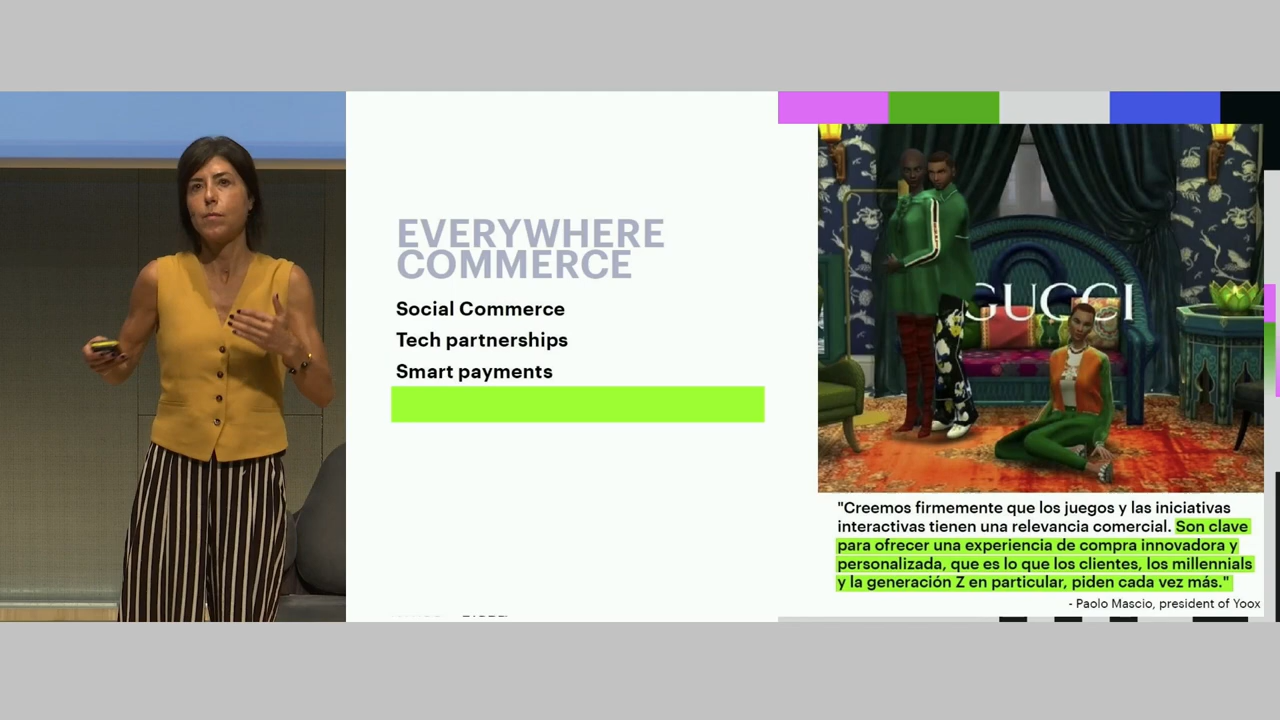 EVERYWHERE
COMMERCE
Social Commerce
Tech partnerships
Smart payments
GUCCI
"Creemos firmemente que los juegos y las iniciativas
interactivas tienen una relevancia comercial. Son clave
para ofrecer una experiencia de compra innovadora y
personalizada, que es lo que los clientes, los millennials
y la generación Z en particular, piden cada vez más."
- Paolo Mascio, president of Yoox